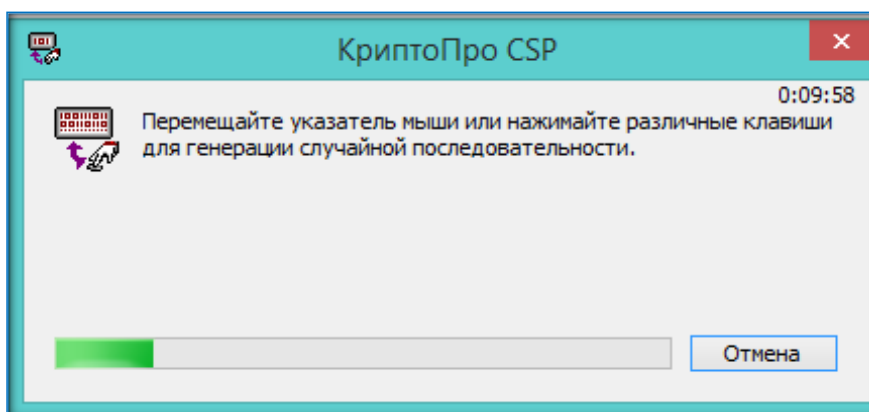 КриптоПро CSP
0:09:58
Перемещайте указатель мыши или нажимайте различные клавиши
для генерации случайной последовательности.
Отмена